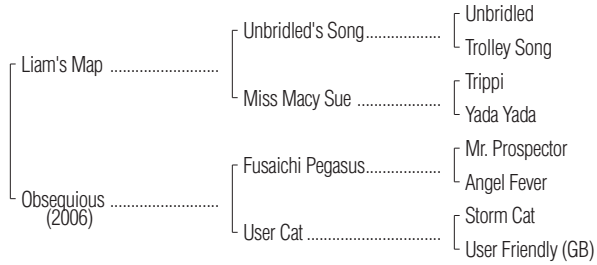 Unbridled
Unbridled's Song..................
Trolley Song
Liam's Map ..........................
Trippi
Miss Macy Sue ....................
Yada Yada
Mr. Prospector
Fusaichi Pegasus..................
Angel Fever
Obsequious ..........................
(2006)
Storm Cat
User Cat ................................
User Friendly (GB)